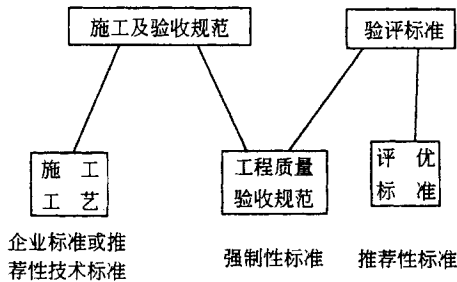 施工及验收规范
验评标准
施工
工艺
工程质量
验收规范
评优
标准
企业标准或推
荐性技术标准
强制性标准
推荐性标准